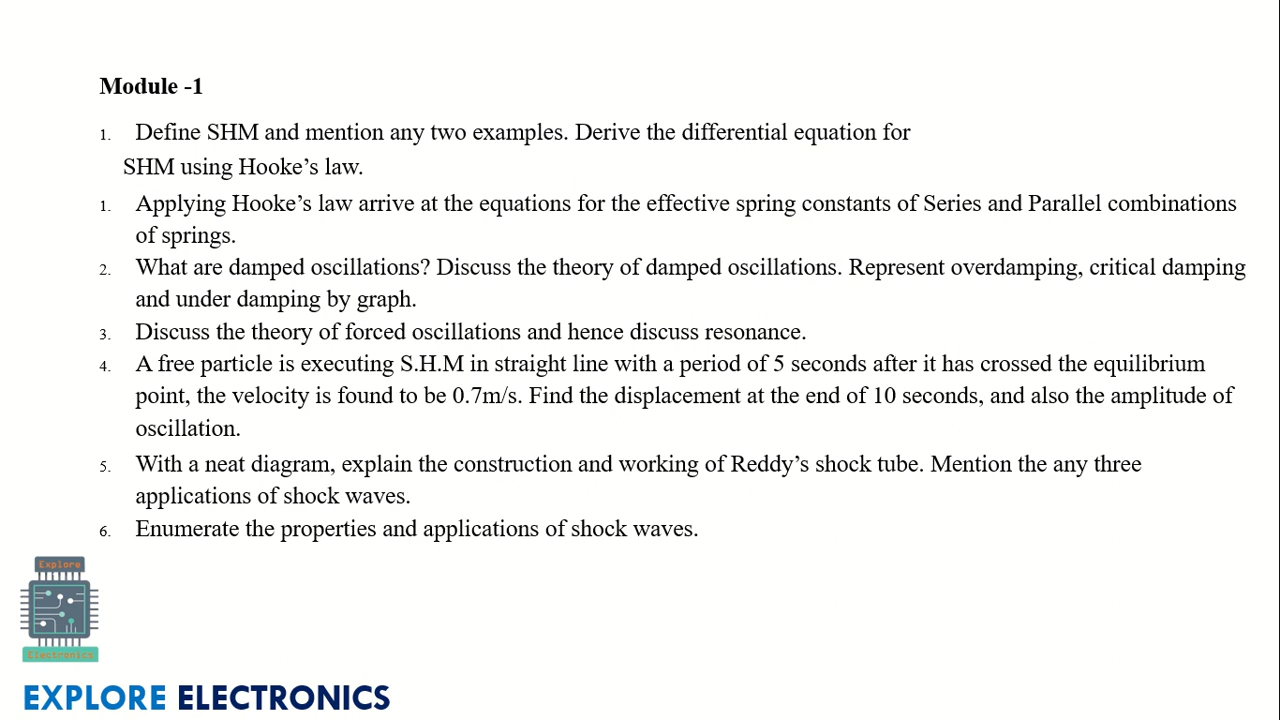 Module -1
1. Define SHM and mention any two examples. Derive the differential equation for
SHM using Hooke’s law.
1. Applying Hooke’s law arrive at the equations for the effective spring constants of Series and Parallel combinations
of springs.
2. What are damped oscillations? Discuss the theory of damped oscillations. Represent overdamping, critical damping
and under damping by graph.
3. Discuss the theory of forced oscillations and hence discuss resonance.
4. A free particle is executing S.H.M in straight line with a period of 5 seconds after it has crossed the equilibrium
point, the velocity is found to be 0.7m/s. Find the displacement at the end of 10 seconds, and also the amplitude of
oscillation.
5. With a neat diagram, explain the construction and working of Reddy’s shock tube. Mention the any three
applications of shock waves.
6. Enumerate the properties and applications of shock waves.
Explore
Electronics
EXPLORE ELECTRONICS